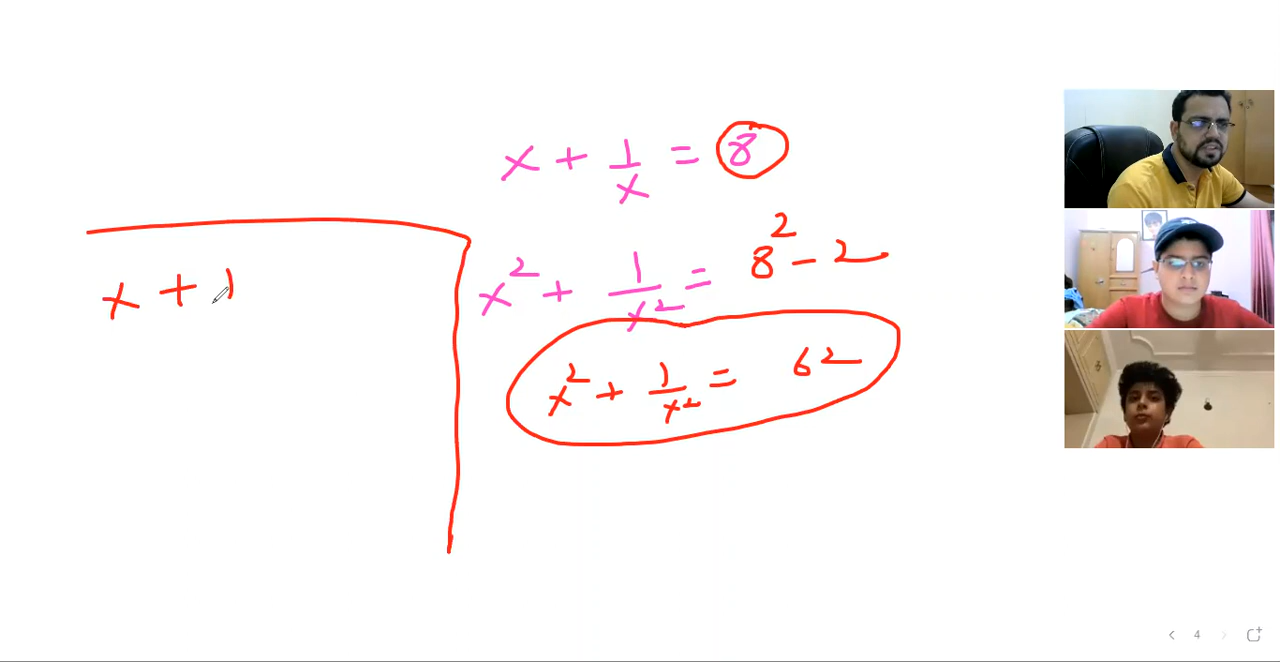 x + 1/x = 8
x² + 1/x² = 8² - 2
x² + 1/x² = 62
x + 1
4